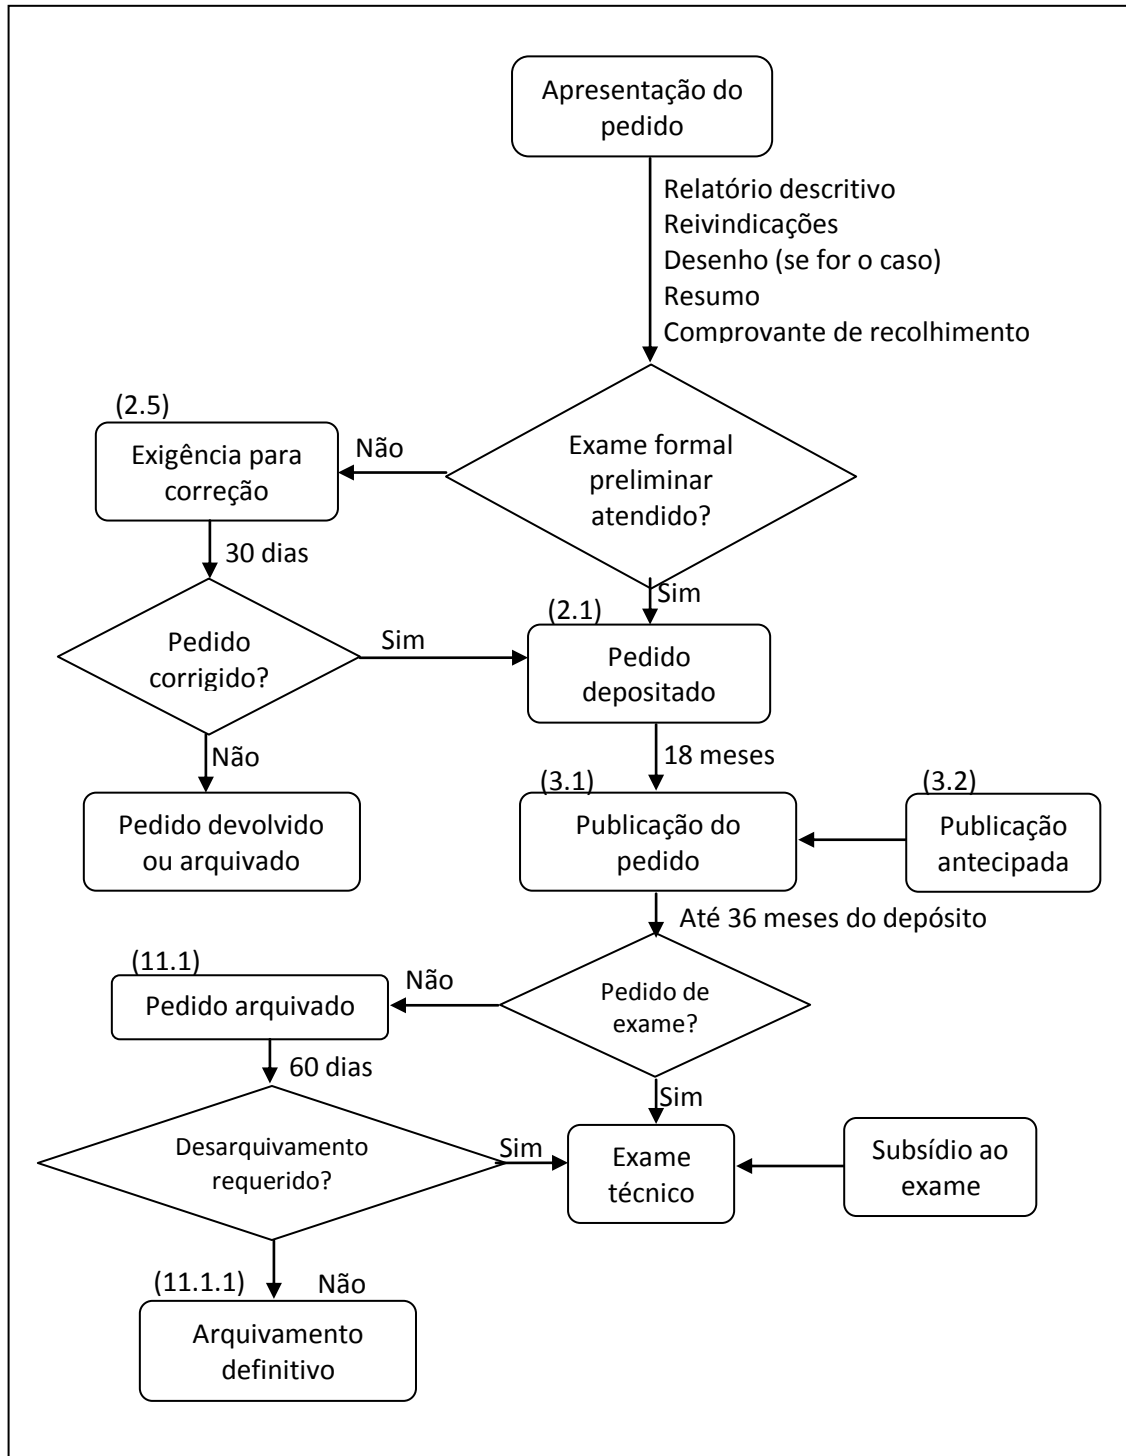 Apresentação do
pedido
Relatório descritivo
Reivindicações
Desenho (se for o caso)
Resumo
Comprovante de recolhimento
(2.5)
Exigência para
correção
Não
Exame formal
preliminar
atendido?
30 dias
Sim
(2.1)
Pedido
corrigido?
Sim
Pedido
depositado
Não
18 meses
(3.1)
(3.2)
Pedido devolvido
ou arquivado
Publicação do
pedido
Publicação
antecipada
Até 36 meses do depósito
(11.1)
Pedido arquivado
Não
Pedido de
exame?
60 dias
Sim
Desarquivamento
requerido?
Sim
Exame
técnico
Subsídio ao
exame
(11.1.1)
Não
Arquivamento
definitivo